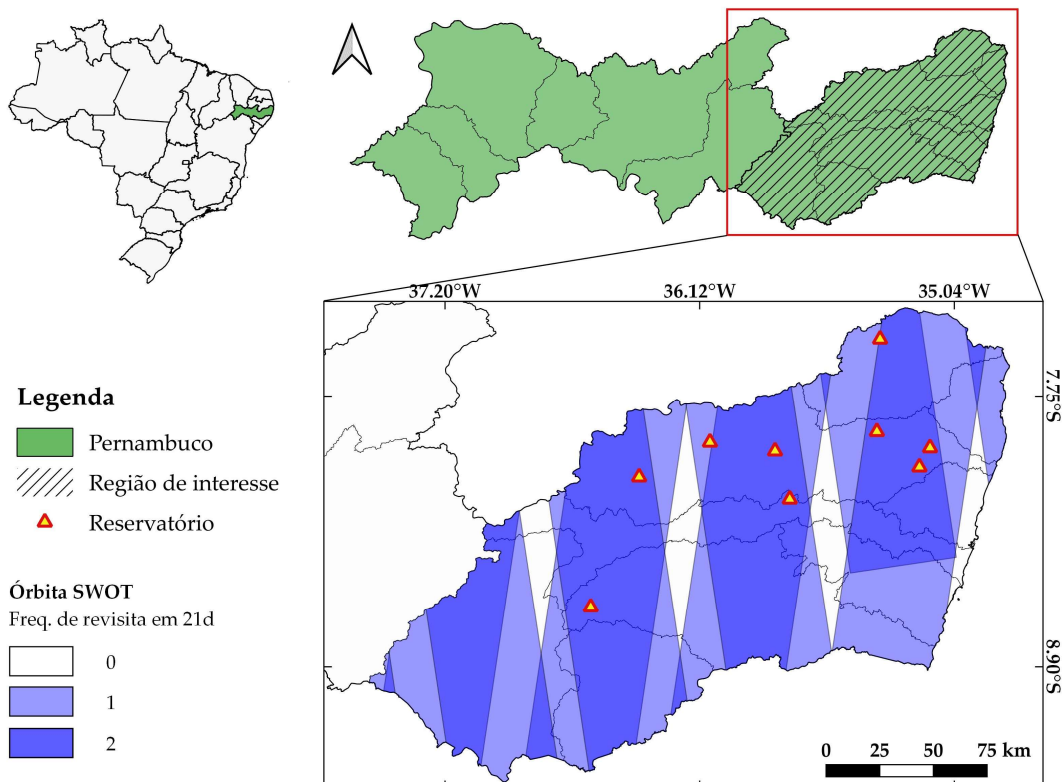 37.20°W
36.12°W
35.04°W
7.75°S
8.90°S
Legenda
Pernambuco
Região de interesse
Reservatório
Órbita SWOT
Freq. de revisita em 21d
0
1
2
0 25 50 75 km